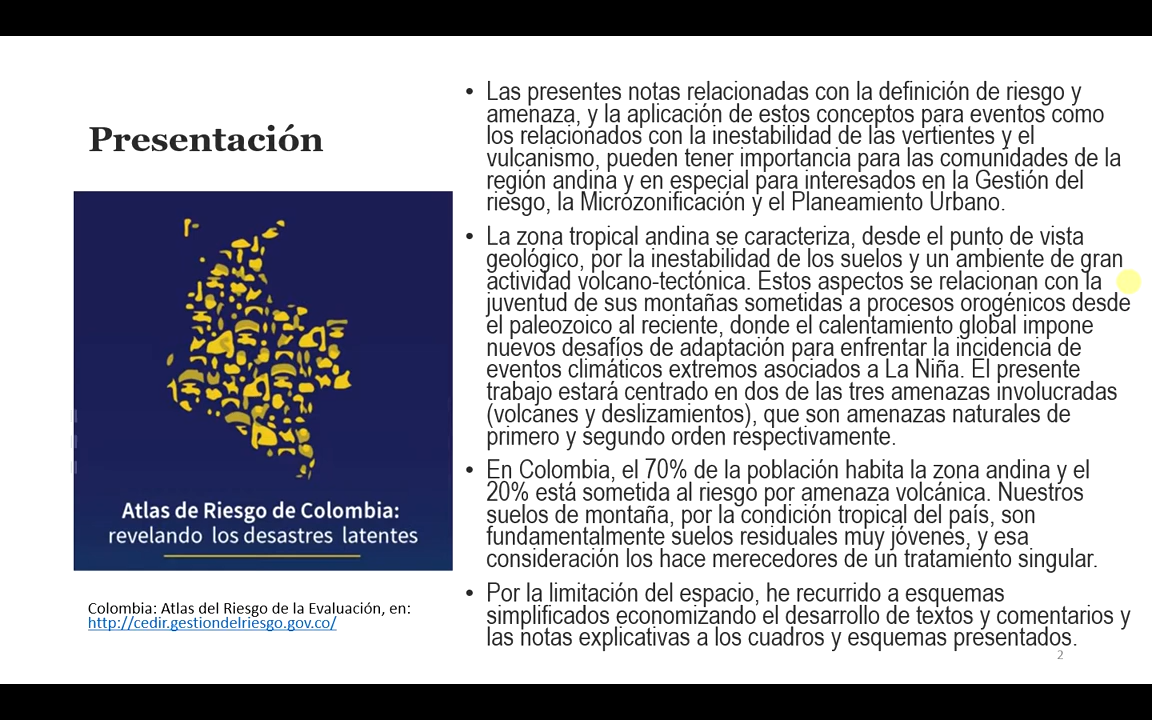 Presentación
Atlas de Riesgo de Colombia:
revelando los desastres latentes
Colombia: Atlas del Riesgo de la Evaluación, en:
http://cedir.gestiondelriesgo.gov.co/
• Las presentes notas relacionadas con la definición de riesgo y
amenaza, y la aplicación de estos conceptos para eventos como
los relacionados con la inestabilidad de las vertientes y el
vulcanismo, pueden tener importancia para las comunidades de la
región andina y en especial para interesados en la Gestión del
riesgo, la Microzonificación y el Planeamiento Urbano.
• La zona tropical andina se caracteriza, desde el punto de vista
geológico, por la inestabilidad de los suelos y un ambiente de gran
actividad volcano-tectónica. Estos aspectos se relacionan con la
juventud de sus montañas sometidas a procesos orogénicos desde
el paleozoico al reciente, donde el calentamiento global impone
nuevos desafíos de adaptación para enfrentar la incidencia de
eventos climáticos extremos asociados a La Niña. El presente
trabajo estará centrado en dos de las tres amenazas involucradas
(volcanes y deslizamientos), que son amenazas naturales de
primero y segundo orden respectivamente.
• En Colombia, el 70% de la población habita la zona andina y el
20% está sometida al riesgo por amenaza volcánica. Nuestros
suelos de montaña, por la condición tropical del país, son
fundamentalmente suelos residuales muy jóvenes, y esa
consideración los hace merecedores de un tratamiento singular.
• Por la limitación del espacio, he recurrido a esquemas
simplificados economizando el desarrollo de textos y comentarios y
las notas explicativas a los cuadros y esquemas presentados.
2